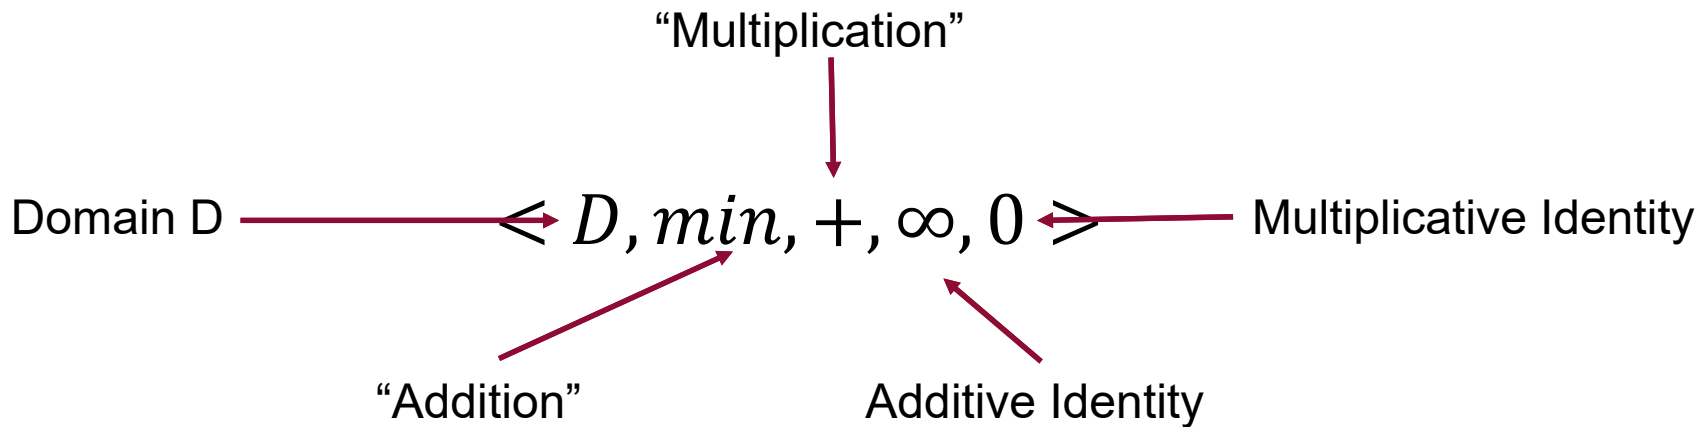 “Multiplication”
Domain D
< D, min, +, ∞, 0 >
Multiplicative Identity
“Addition”
Additive Identity